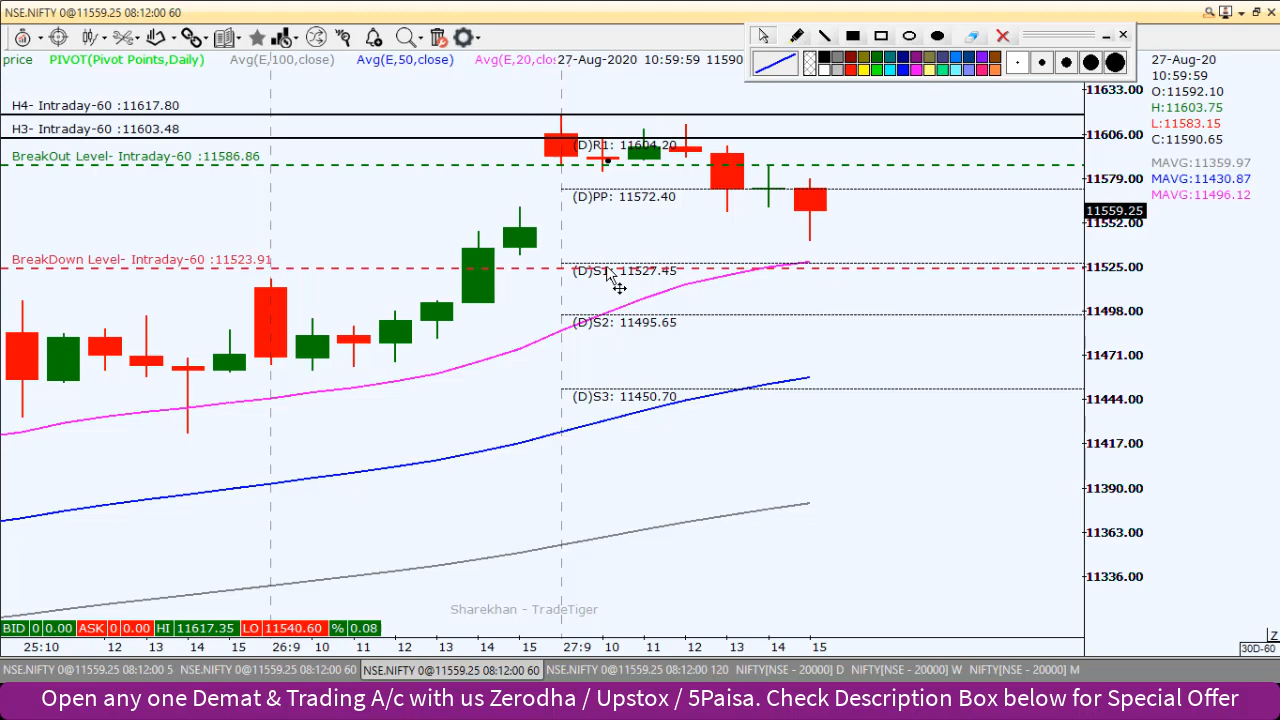 NSE.NIFTY 0@11559.25 08:12:00 60
price PIVOT(Pivot Points,Daily) Avg(E,100,close) Avg(E,50,close) Avg(E,20,clos 27-Aug-2020 10:59:59 11590
27-Aug-20
10:59:59
O:11592.10
H:11603.75
L:11583.15
C:11590.65
MAVG:11359.97
MAVG:11430.87
MAVG:11496.12
H4- Intraday-60 :11617.80
H3- Intraday-60 :11603.48
BreakOut Level- Intraday-60 :11586.86
BreakDown Level- Intraday-60 :11523.91
(D)R1: 11604.20
(D)PP: 11572.40
(D)S1: 11527.45
(D)S2: 11495.65
(D)S3: 11450.70
11633.00
11606.00
11579.00
11559.25
11552.00
11525.00
11498.00
11471.00
11444.00
11417.00
11390.00
11363.00
11336.00
Sharekhan - TradeTiger
BID 0 0.00 ASK 0 0.00 HI 11617.35 LO 11540.60 % 0.08
25:10 12 13 14 15 26:9 10 11 12 13 14 15 27:9 10 11 12 13 14 15
Z
30D-60
NSE.NIFTY 0@11559.25 08:12:00 5 NSE.NIFTY 0@11559.25 08:12:00 60 NSE.NIFTY 0@11559.25 08:12:00 60 NSE.NIFTY 0@11559.25 08:12:00 120 NIFTY[NSE - 20000] D NIFTY[NSE - 20000] W NIFTY[NSE - 20000] M
Open any one Demat & Trading A/c with us Zerodha / Upstox / 5Paisa. Check Description Box below for Special Offer